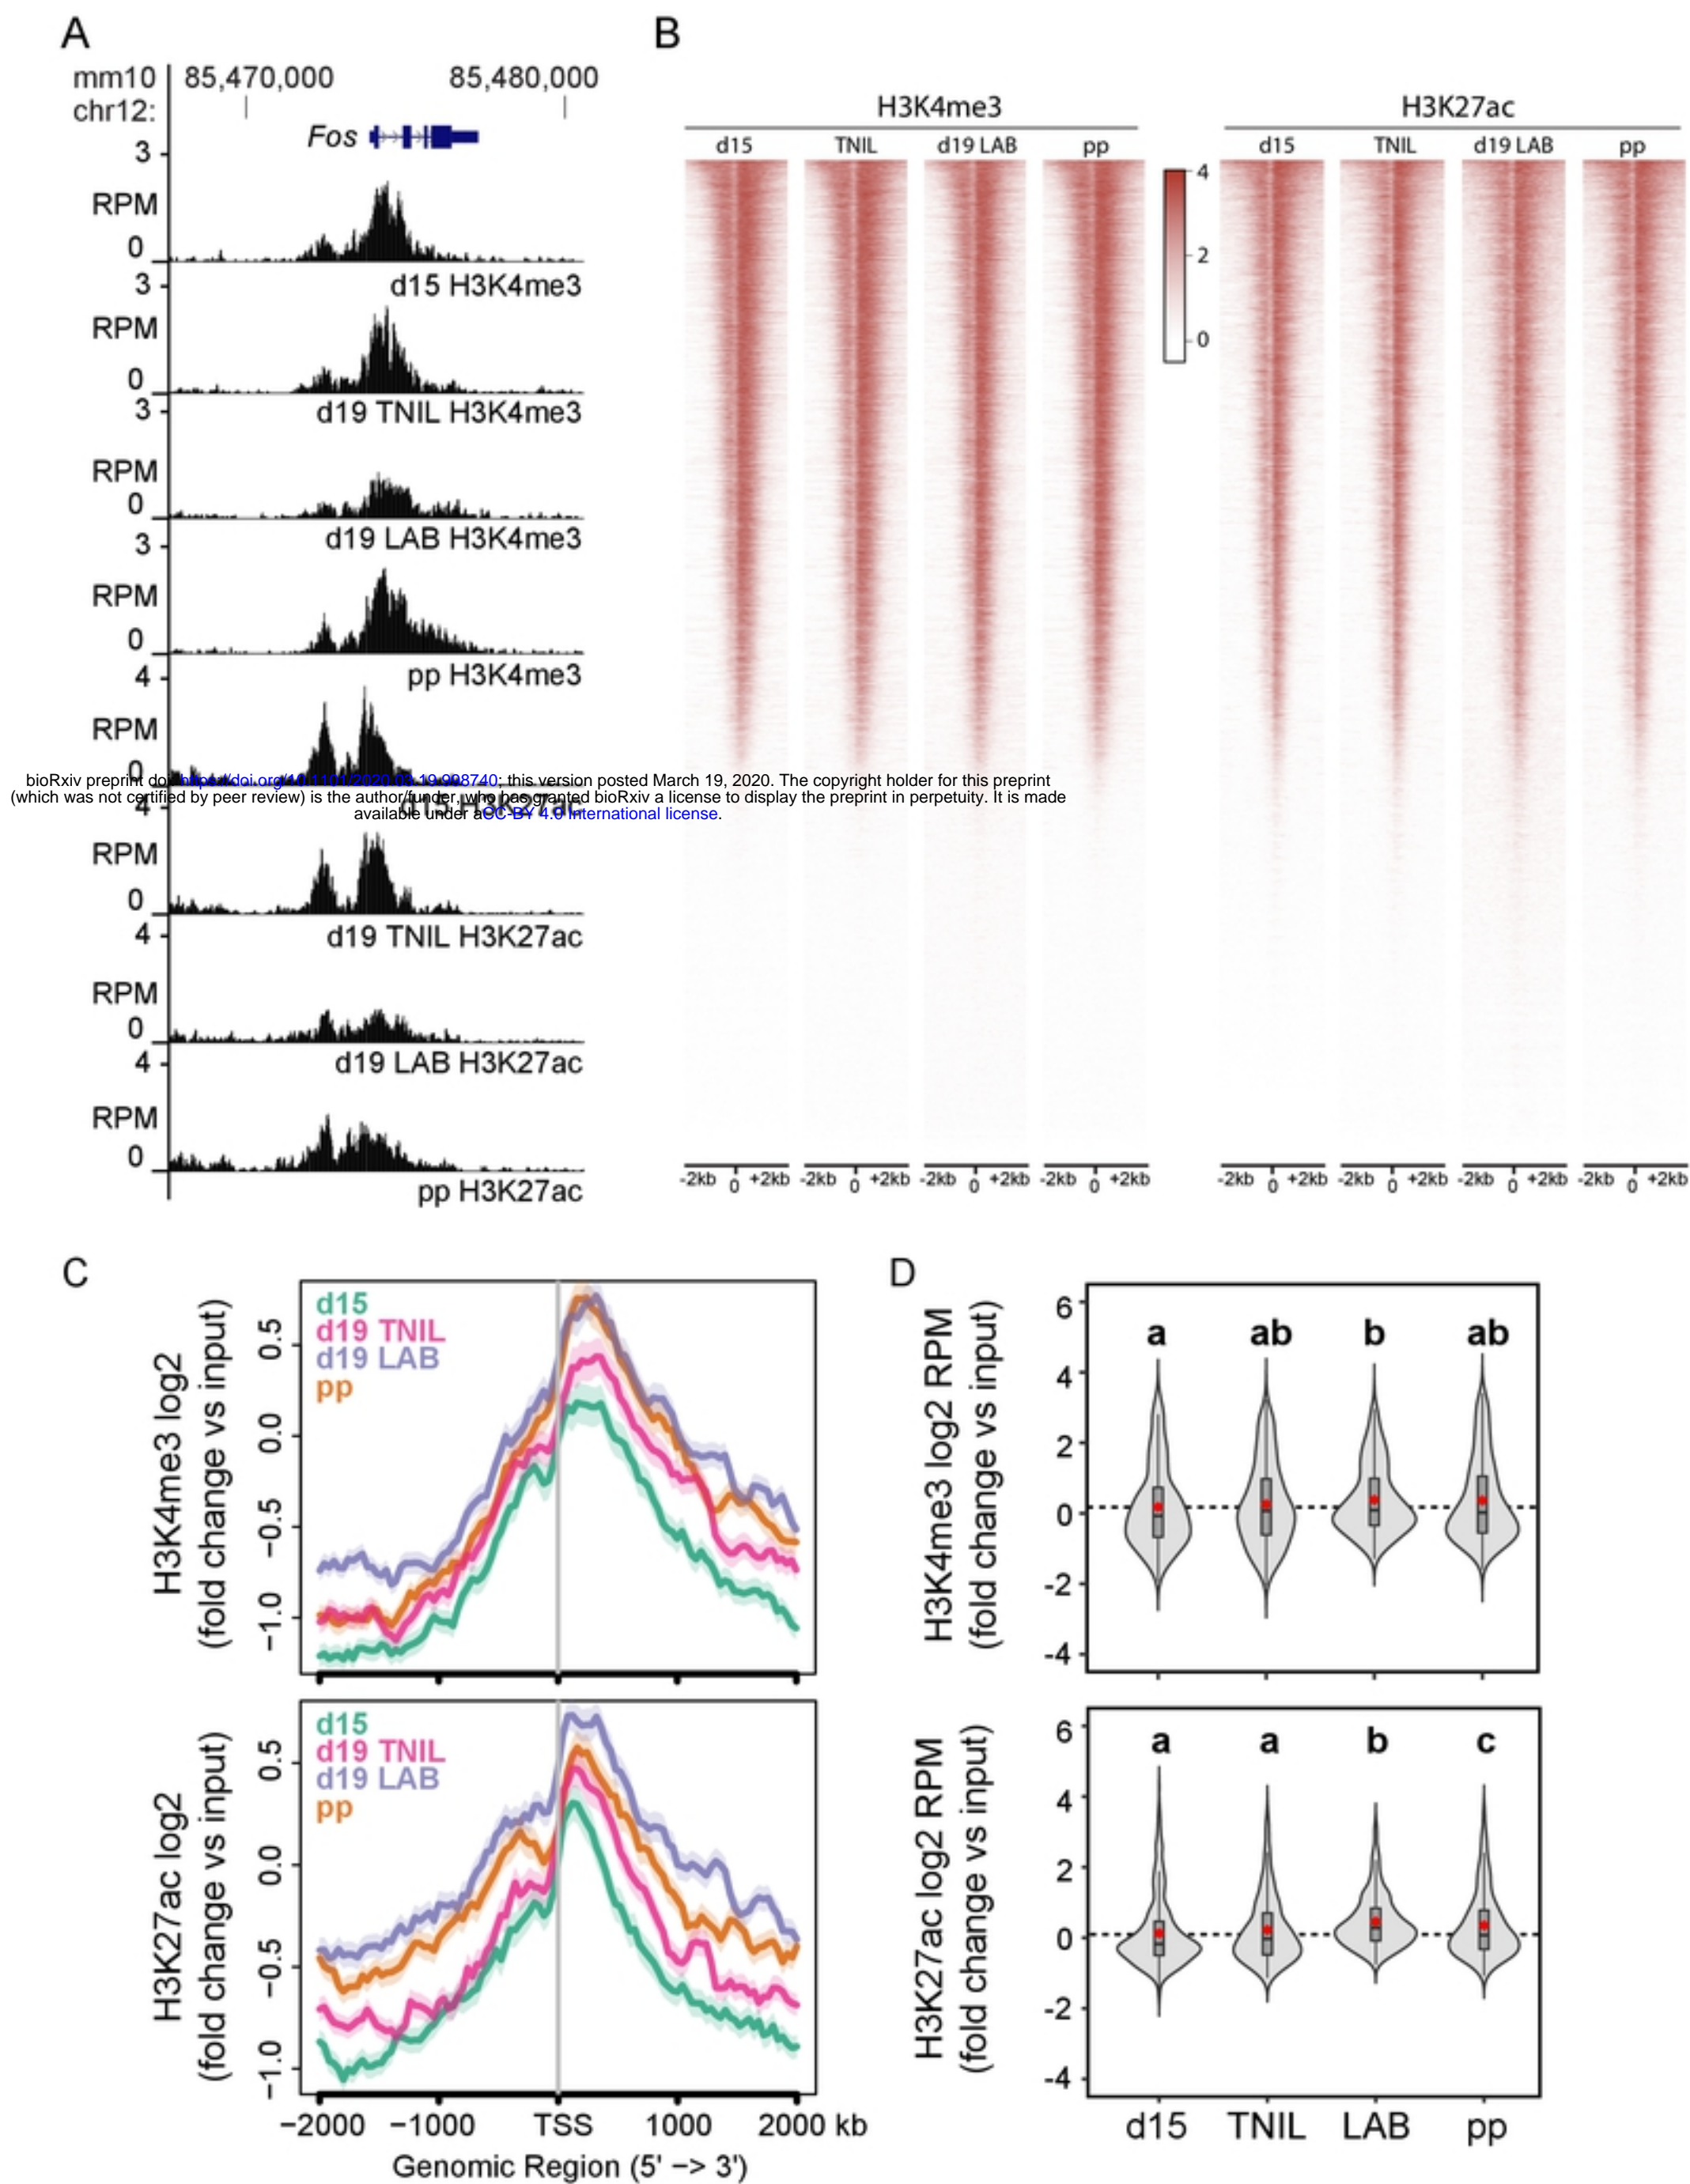 A
mm10 85,470,000 85,480,000
chr12:
Fos
3
RPM
0
d15 H3K4me3
3
RPM
0
d19 TNIL H3K4me3
3
RPM
0
d19 LAB H3K4me3
3
RPM
0
pp H3K4me3
4
RPM
0
d15 H3K27ac
4
RPM
0
d19 TNIL H3K27ac
4
RPM
0
d19 LAB H3K27ac
4
RPM
0
pp H3K27ac
bioRxiv preprint doi: https://doi.org/10.1101/2020.03.19.998740; this version posted March 19, 2020. The copyright holder for this preprint
(which was not certified by peer review) is the author/funder, who has granted bioRxiv a license to display the preprint in perpetuity. It is made
available under aCC-BY 4.0 International license.
B
H3K4me3 H3K27ac
d15 TNIL d19 LAB pp d15 TNIL d19 LAB pp
4
2
0
-2kb 0 +2kb -2kb 0 +2kb -2kb 0 +2kb -2kb 0 +2kb -2kb 0 +2kb -2kb 0 +2kb -2kb 0 +2kb -2kb 0 +2kb
C
H3K4me3 log2
(fold change vs input)
0.5
0.0
−0.5
−1.0
d15
d19 TNIL
d19 LAB
pp
H3K27ac log2
(fold change vs input)
0.5
0.0
−0.5
−1.0
d15
d19 TNIL
d19 LAB
pp
−2000 −1000 TSS 1000 2000 kb
Genomic Region (5' −> 3')
D
H3K4me3 log2 RPM
(fold change vs input)
6
4
2
0
-2
-4
a ab b ab
H3K27ac log2 RPM
(fold change vs input)
6
4
2
0
-2
-4
a a b c
d15 TNIL LAB pp